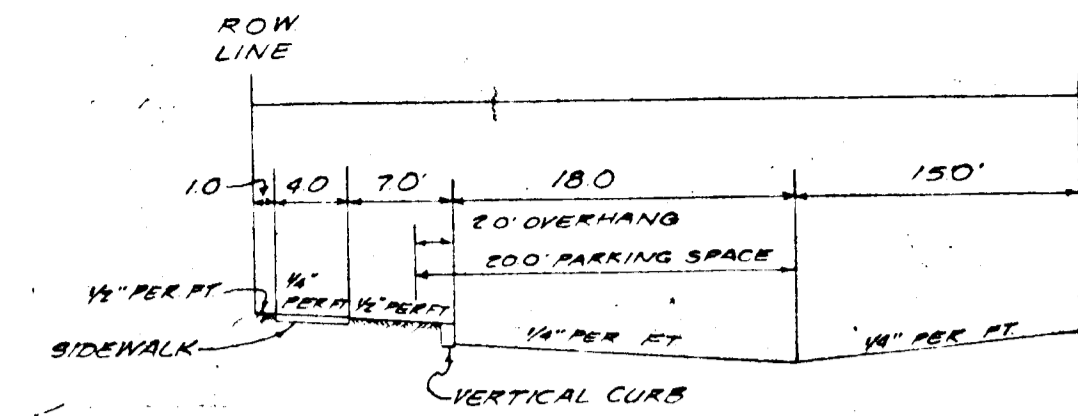 ROW
LINE
1.0
4.0
7.0'
18.0
15.0'
2.0' OVERHANG
20.0' PARKING SPACE
1/2" PER FT.
1/4"
PER FT
1/2" PER FT
1/4" PER FT
1/4" PER FT.
SIDEWALK
VERTICAL CURB